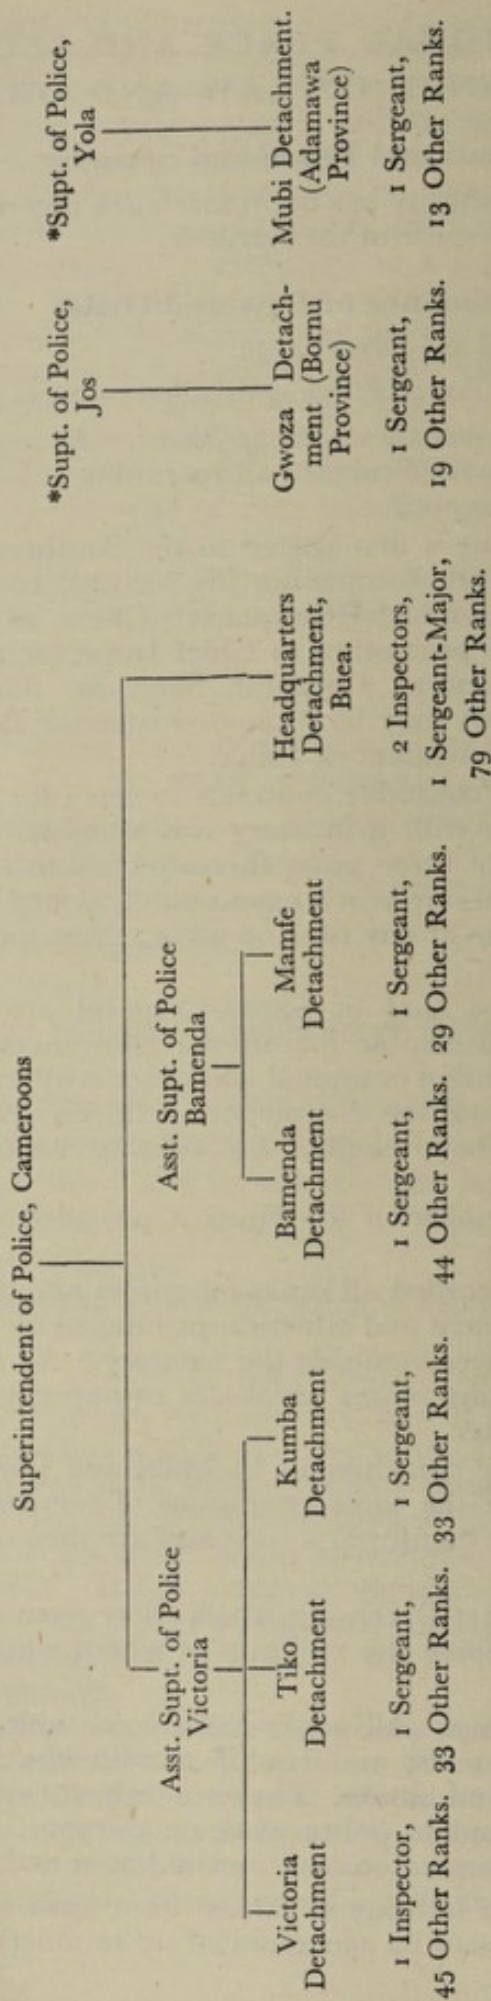 Superintendent of Police, Cameroons
Asst. Supt. of Police
Victoria
Victoria
Detachment
1 Inspector,
45 Other Ranks.
Tiko
Detachment
1 Sergeant,
33 Other Ranks.
Kumba
Detachment
1 Sergeant,
33 Other Ranks.
Asst. Supt. of Police
Bamenda
Bamenda
Detachment
1 Sergeant,
44 Other Ranks.
Mamfe
Detachment
1 Sergeant,
29 Other Ranks.
Headquarters
Detachment,
Buea.
2 Inspectors,
1 Sergeant-Major,
79 Other Ranks.
*Supt. of Police,
Jos
Gwoza Detach-
ment (Bornu
Province)
1 Sergeant,
19 Other Ranks.
*Supt. of Police,
Yola
Mubi Detachment.
(Adamawa
Province)
1 Sergeant,
13 Other Ranks.